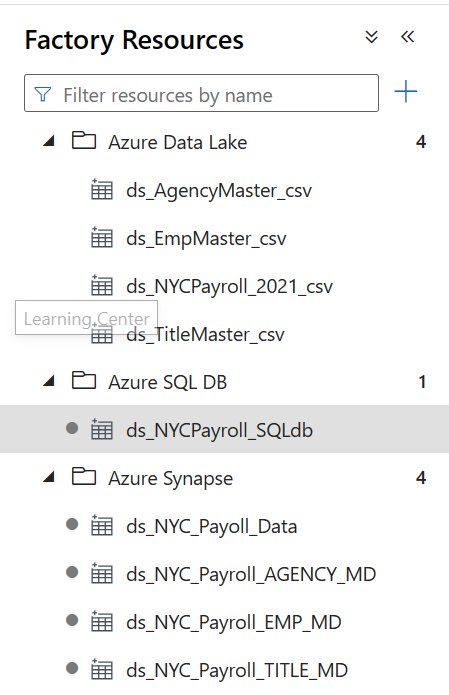 Factory Resources
Filter resources by name
Azure Data Lake 4
ds_AgencyMaster_csv
ds_EmpMaster_csv
ds_NYCPayroll_2021_csv
Learning Center
ds_TitleMaster_csv
Azure SQL DB 1
ds_NYCPayroll_SQLdb
Azure Synapse 4
ds_NYC_Payoll_Data
ds_NYC_Payroll_AGENCY_MD
ds_NYC_Payroll_EMP_MD
ds_NYC_Payroll_TITLE_MD